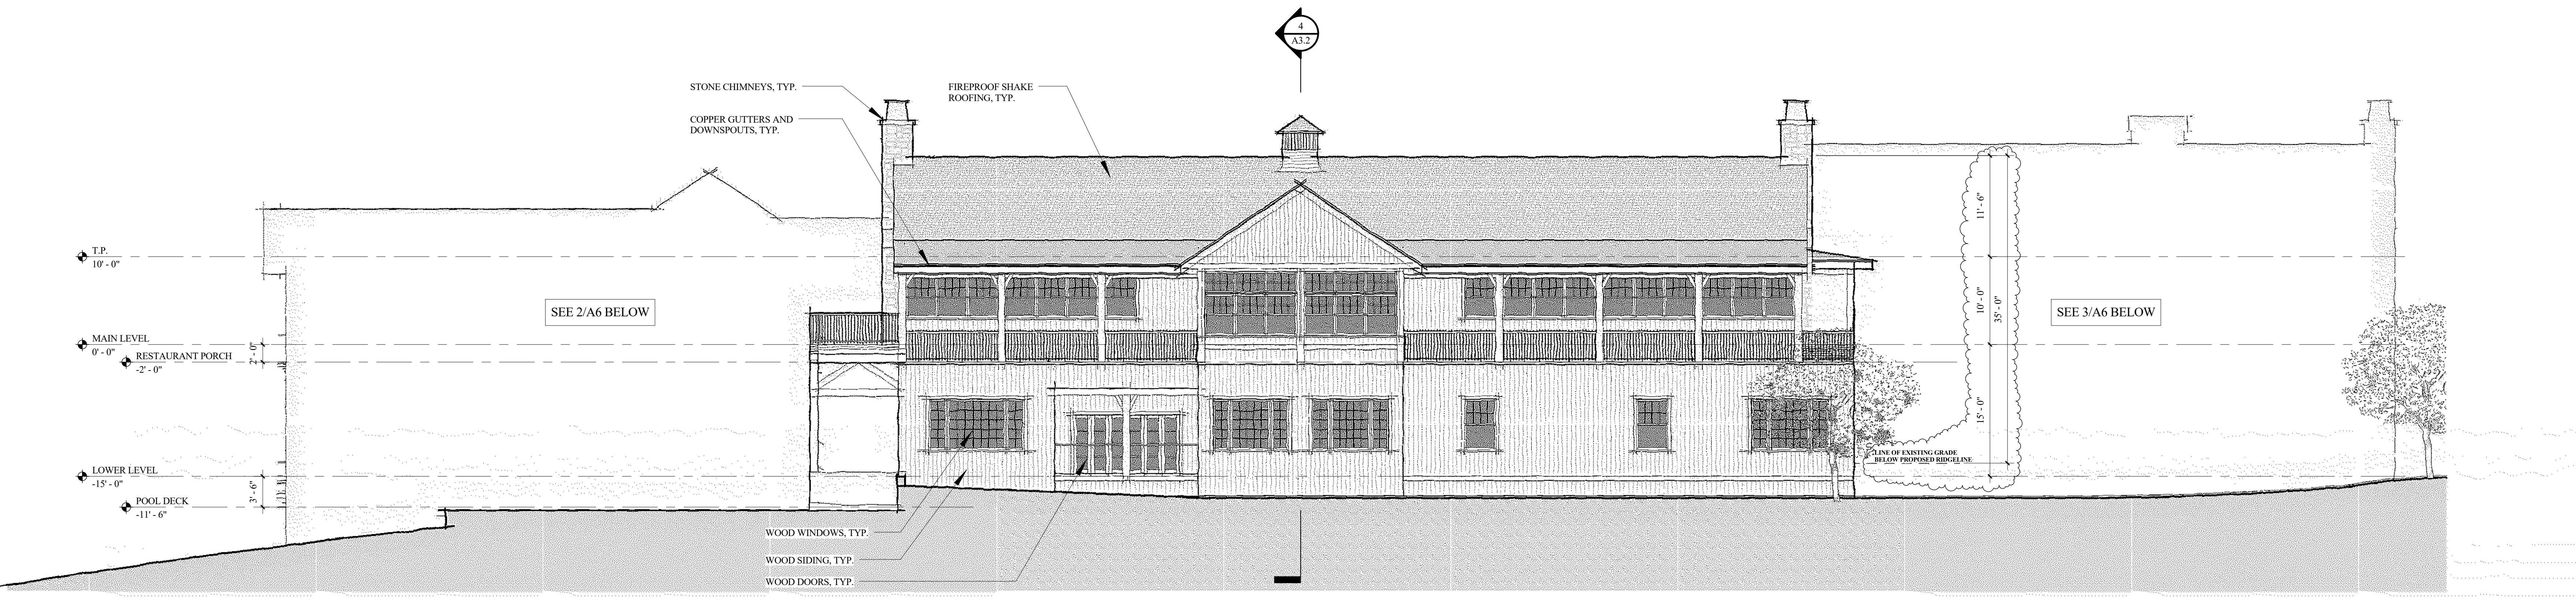 4
A3.2
STONE CHIMNEYS, TYP.
FIREPROOF SHAKE
ROOFING, TYP.
COPPER GUTTERS AND
DOWNSPOUTS, TYP.
T.P.
10' - 0"
MAIN LEVEL
0' - 0"
RESTAURANT PORCH
-2' - 0"
2' - 0"
LOWER LEVEL
-15' - 0"
3' - 6"
POOL DECK
-11' - 6"
SEE 2/A6 BELOW
SEE 3/A6 BELOW
11' - 6"
10' - 0"
35' - 0"
15' - 0"
LINE OF EXISTING GRADE
BELOW PROPOSED RIDGELINE
WOOD WINDOWS, TYP.
WOOD SIDING, TYP.
WOOD DOORS, TYP.